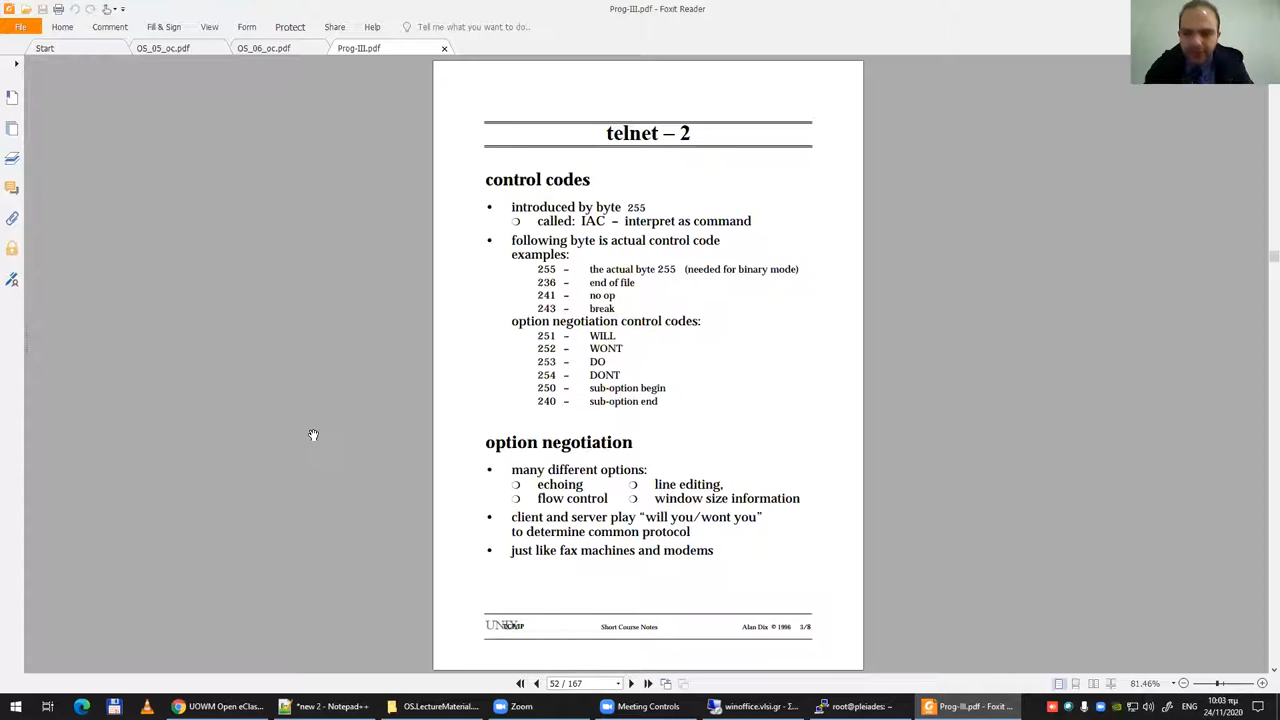 Prog-III.pdf - Foxit Reader
File Home Comment Fill & Sign View Form Protect Share Help Tell me what you want to do...
Start OS_05_oc.pdf OS_06_oc.pdf Prog-III.pdf
telnet – 2
control codes
• introduced by byte 255
❍ called: IAC – interpret as command
• following byte is actual control code
examples:
255 – the actual byte 255 (needed for binary mode)
236 – end of file
241 – no op
243 – break
option negotiation control codes:
251 – WILL
252 – WONT
253 – DO
254 – DONT
250 – sub-option begin
240 – sub-option end
option negotiation
• many different options:
❍ echoing ❍ line editing,
❍ flow control ❍ window size information
• client and server play “will you/wont you”
to determine common protocol
• just like fax machines and modems
Short Course Notes Alan Dix © 1996 3/8
52 / 167 81.46%
UOWM Open eClas... *new 2 - Notepad++ OS.LectureMaterial... Zoom Meeting Controls winoffice.vlsi.gr - Σ... root@pleiades: ~ Prog-III.pdf - Foxit ... ENG 10:03 πμ
24/11/2020